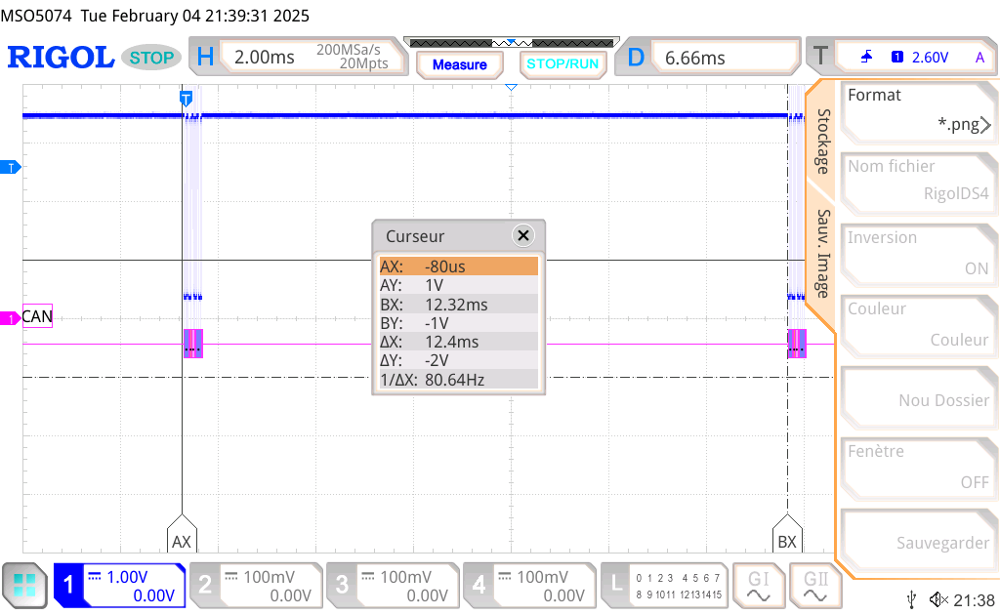 MSO5074 Tue February 04 21:39:31 2025
RIGOL STOP H 2.00ms 200MSa/s 20Mpts Measure STOP/RUN D 6.66ms T 1 2.60V A
T
T
CAN
1
Curseur
AX: -80us
AY: 1V
BX: 12.32ms
BY: -1V
ΔX: 12.4ms
ΔY: -2V
1/ΔX: 80.64Hz
AX
BX
Stockage
Sauv. Image
Format
*.png
Nom fichier
RigolDS4
Inversion
ON
Couleur
Couleur
Nou Dossier
Fenètre
OFF
Sauvegarder
1 1.00V 0.00V
2 100mV 0.00V
3 100mV 0.00V
4 100mV 0.00V
L 0 1 2 3 4 5 6 7
8 9 10 11 12 13 14 15
GI
GII
21:38